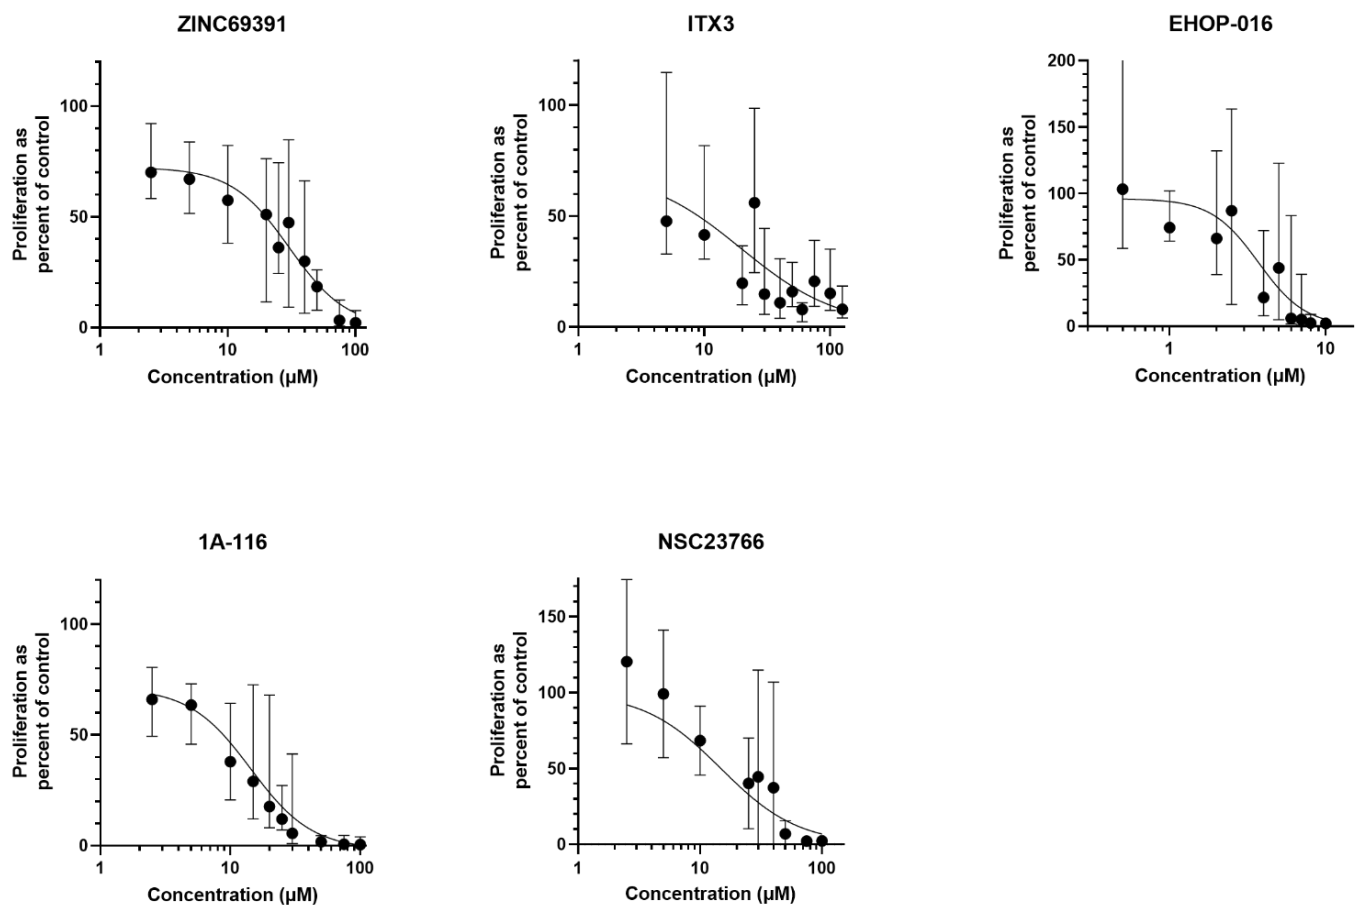 ZINC69391
Proliferation as
percent of control
100
50
0
1
10
100
Concentration (µM)
ITX3
Proliferation as
percent of control
100
50
0
1
10
100
Concentration (µM)
EHOP-016
Proliferation as
percent of control
200
150
100
50
0
1
10
Concentration (µM)
1A-116
Proliferation as
percent of control
100
50
0
1
10
100
Concentration (µM)
NSC23766
Proliferation as
percent of control
150
100
50
0
1
10
100
Concentration (µM)